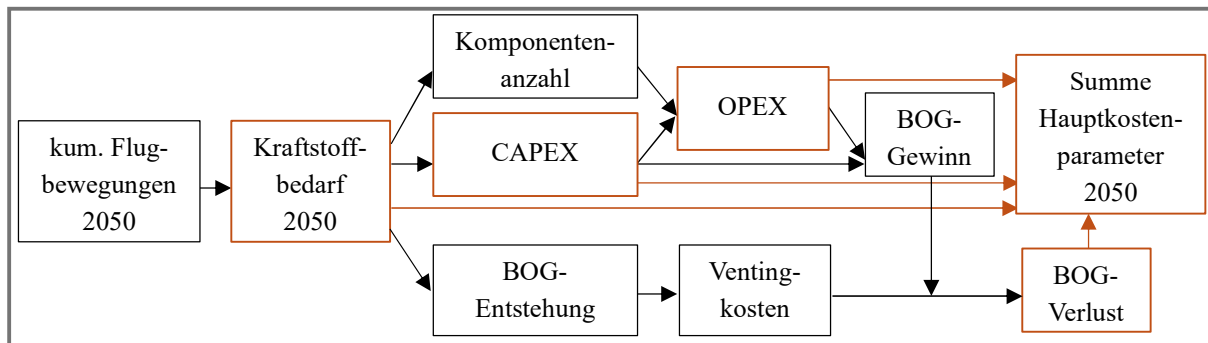 kum. Flug-
bewegungen
2050
Kraftstoff-
bedarf
2050
Komponenten-
anzahl
CAPEX
OPEX
BOG-
Gewinn
Summe
Hauptkosten-
parameter
2050
BOG-
Entstehung
Venting-
kosten
BOG-
Verlust